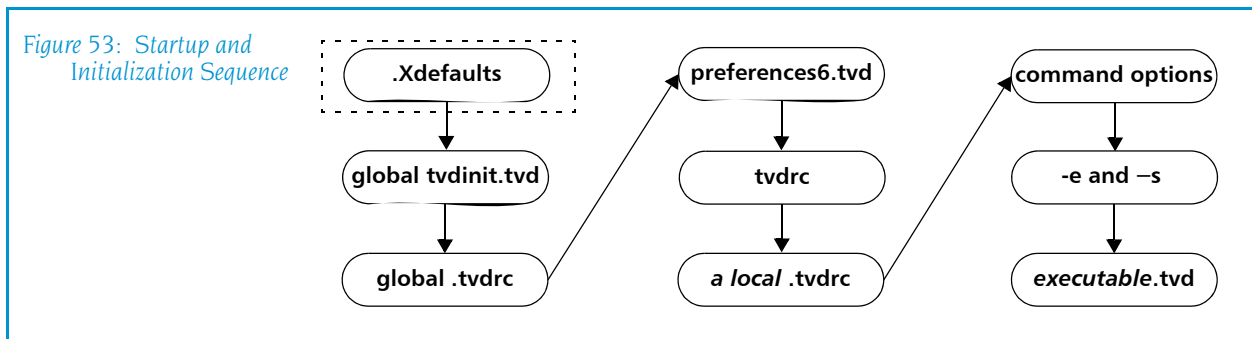 Figure 53: Startup and
Initialization Sequence
.Xdefaults
global tvdinit.tvd
global .tvdrc
preferences6.tvd
tvdrc
a local .tvdrc
command options
-e and –s
executable.tvd